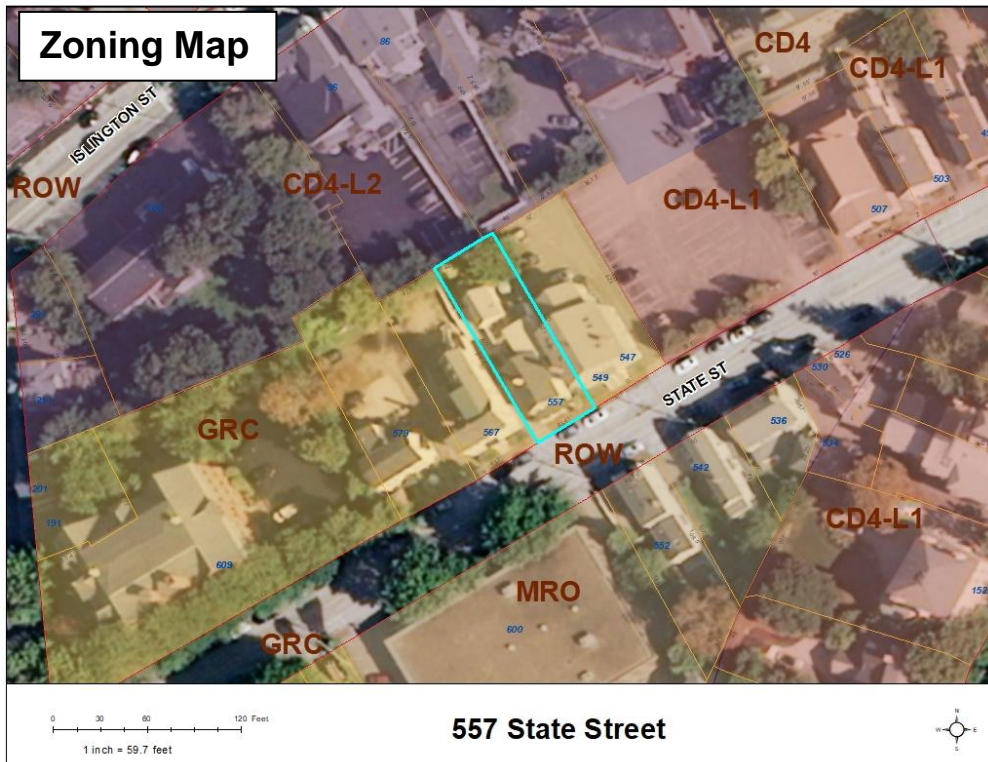 Zoning Map
CD4
CD4-L1
86
ISLINGTON ST
ROW
CD4-L2
CD4-L1
503
507
547
549
557
STATE ST
526
530
GRC
579
567
ROW
536
542
534
201
191
CD4-L1
552
609
MRO
152
600
GRC
0 30 60 120 Feet
1 inch = 59.7 feet
557 State Street
N
W E
S